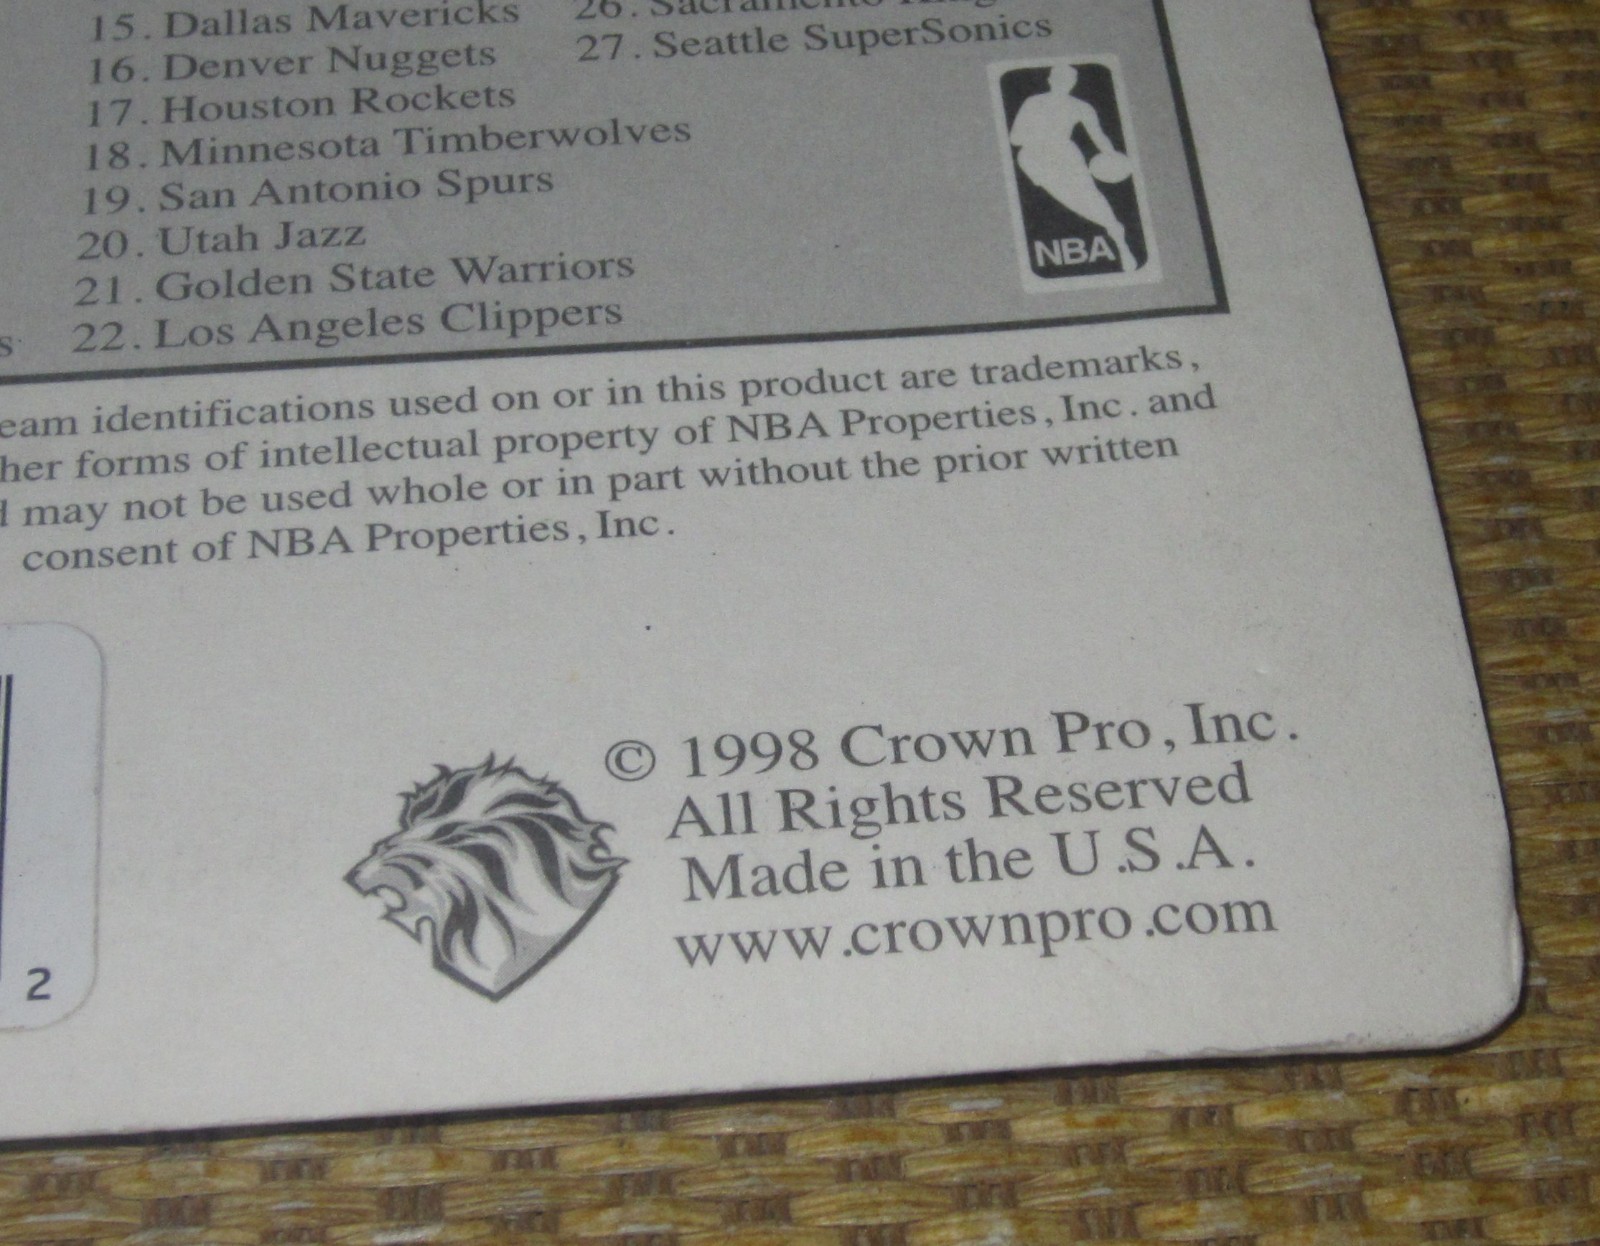 15. Dallas Mavericks
16. Denver Nuggets
17. Houston Rockets
18. Minnesota Timberwolves
19. San Antonio Spurs
20. Utah Jazz
21. Golden State Warriors
22. Los Angeles Clippers
26. Sacramento
27. Seattle SuperSonics
NBA
eam identifications used on or in this product are trademarks,
her forms of intellectual property of NBA Properties, Inc. and
may not be used whole or in part without the prior written
consent of NBA Properties, Inc.
2
© 1998 Crown Pro, Inc.
All Rights Reserved
Made in the U.S.A.
www.crownpro.com